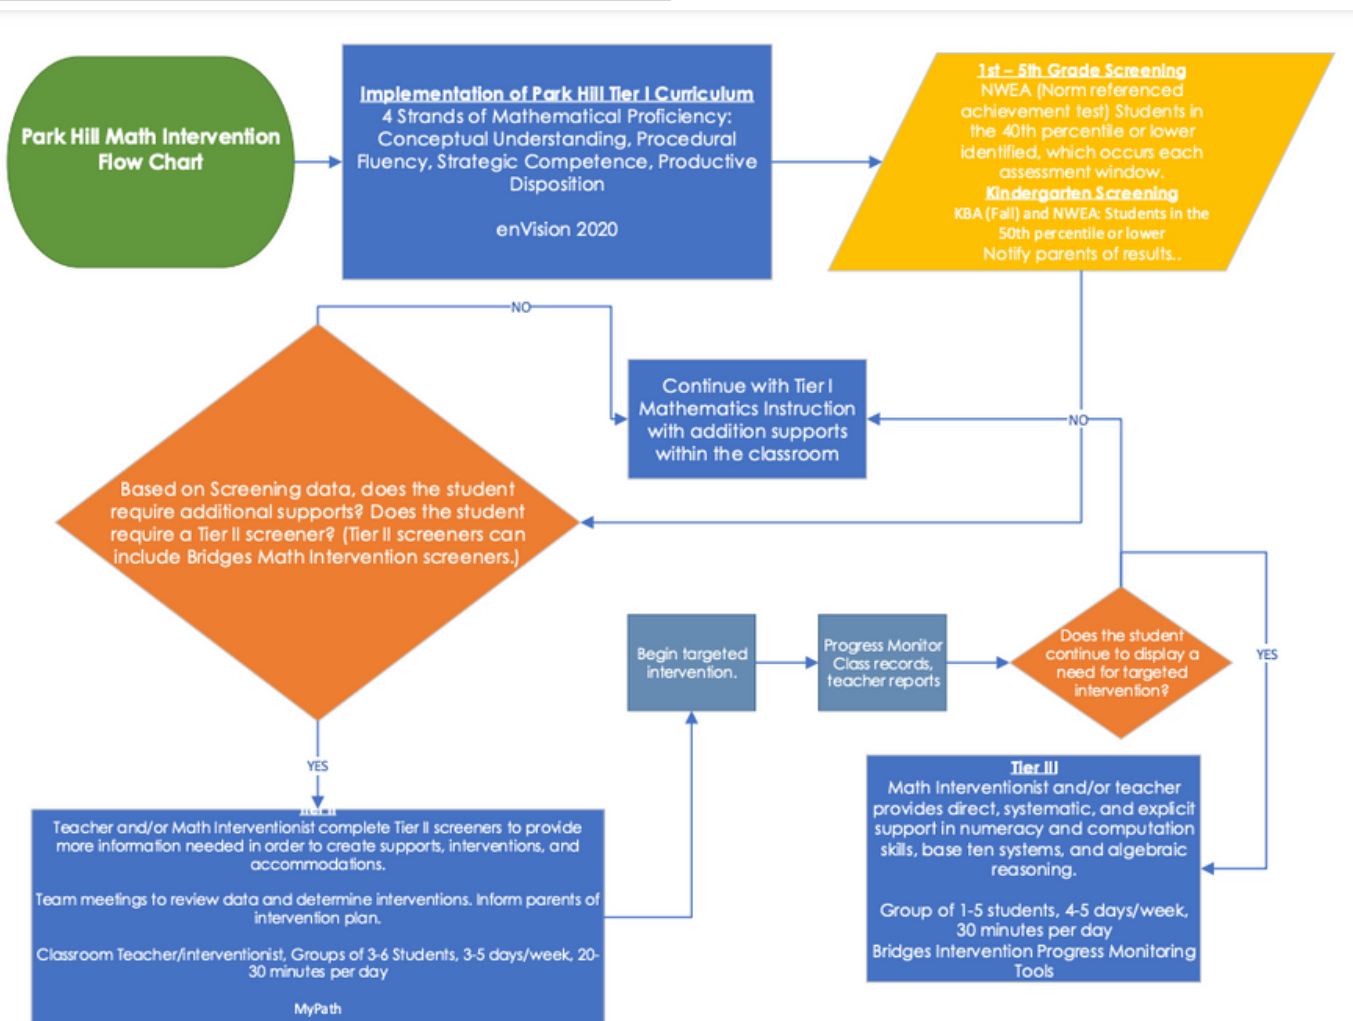 Park Hill Math Intervention
Flow Chart
Implementation of Park Hill Tier I Curriculum
4 Strands of Mathematical Proficiency:
Conceptual Understanding, Procedural
Fluency, Strategic Competence, Productive
Disposition
enVision 2020
1st – 5th Grade Screening
NWEA (Norm referenced
achievement test) Students in
the 40th percentile or lower
identified, which occurs each
assessment window.
Kindergarten Screening
KBA (Fall) and NWEA: Students in the
50th percentile or lower
Notify parents of results..
NO
Continue with Tier I
Mathematics Instruction
with addition supports
within the classroom
NO
Based on Screening data, does the student
require additional supports? Does the student
require a Tier II screener? (Tier II screeners can
include Bridges Math Intervention screeners.)
Begin targeted
intervention.
Progress Monitor
Class records,
teacher reports
Does the student
continue to display a
need for targeted
intervention?
YES
YES
Tier II
Teacher and/or Math Interventionist complete Tier II screeners to provide
more information needed in order to create supports, interventions, and
accommodations.
Team meetings to review data and determine interventions. Inform parents of
intervention plan.
Classroom Teacher/interventionist, Groups of 3-6 Students, 3-5 days/week, 20-
30 minutes per day
MyPath
Tier III
Math Interventionist and/or teacher
provides direct, systematic, and explicit
support in numeracy and computation
skills, base ten systems, and algebraic
reasoning.
Group of 1-5 students, 4-5 days/week,
30 minutes per day
Bridges Intervention Progress Monitoring
Tools